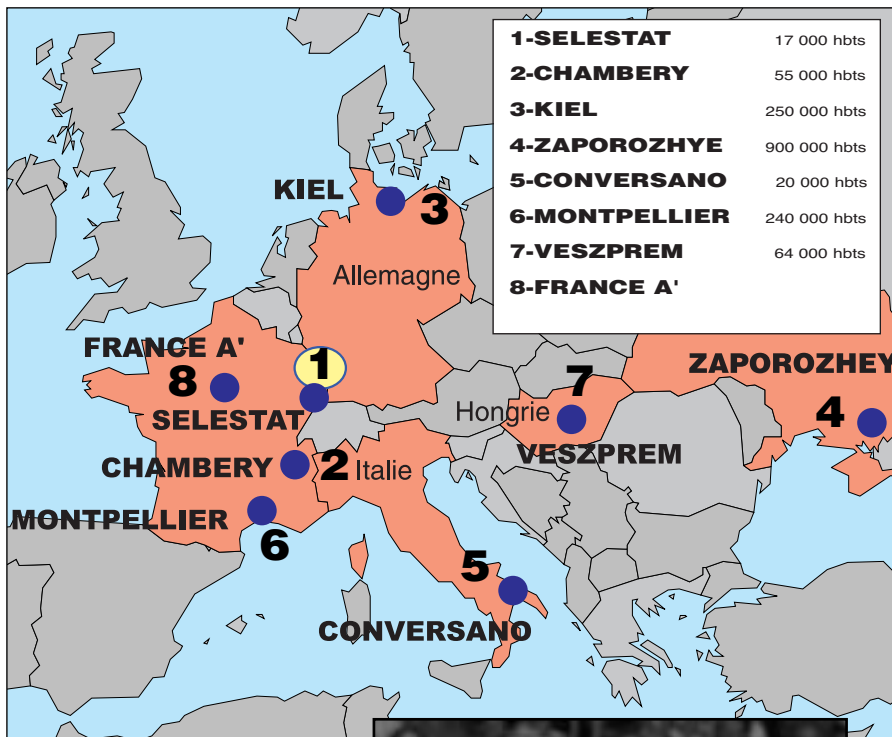 1-SELESTAT 17 000 hbts
2-CHAMBERY 55 000 hbts
3-KIEL 250 000 hbts
4-ZAPOROZHYE 900 000 hbts
5-CONVERSANO 20 000 hbts
6-MONTPELLIER 240 000 hbts
7-VESZPREM 64 000 hbts
8-FRANCE A'
KIEL
3
Allemagne
FRANCE A'
1
ZAPOROZHEY
8
7
SELESTAT
Hongrie
4
VESZPREM
CHAMBERY
2 Italie
MONTPELLIER
6
5
CONVERSANO